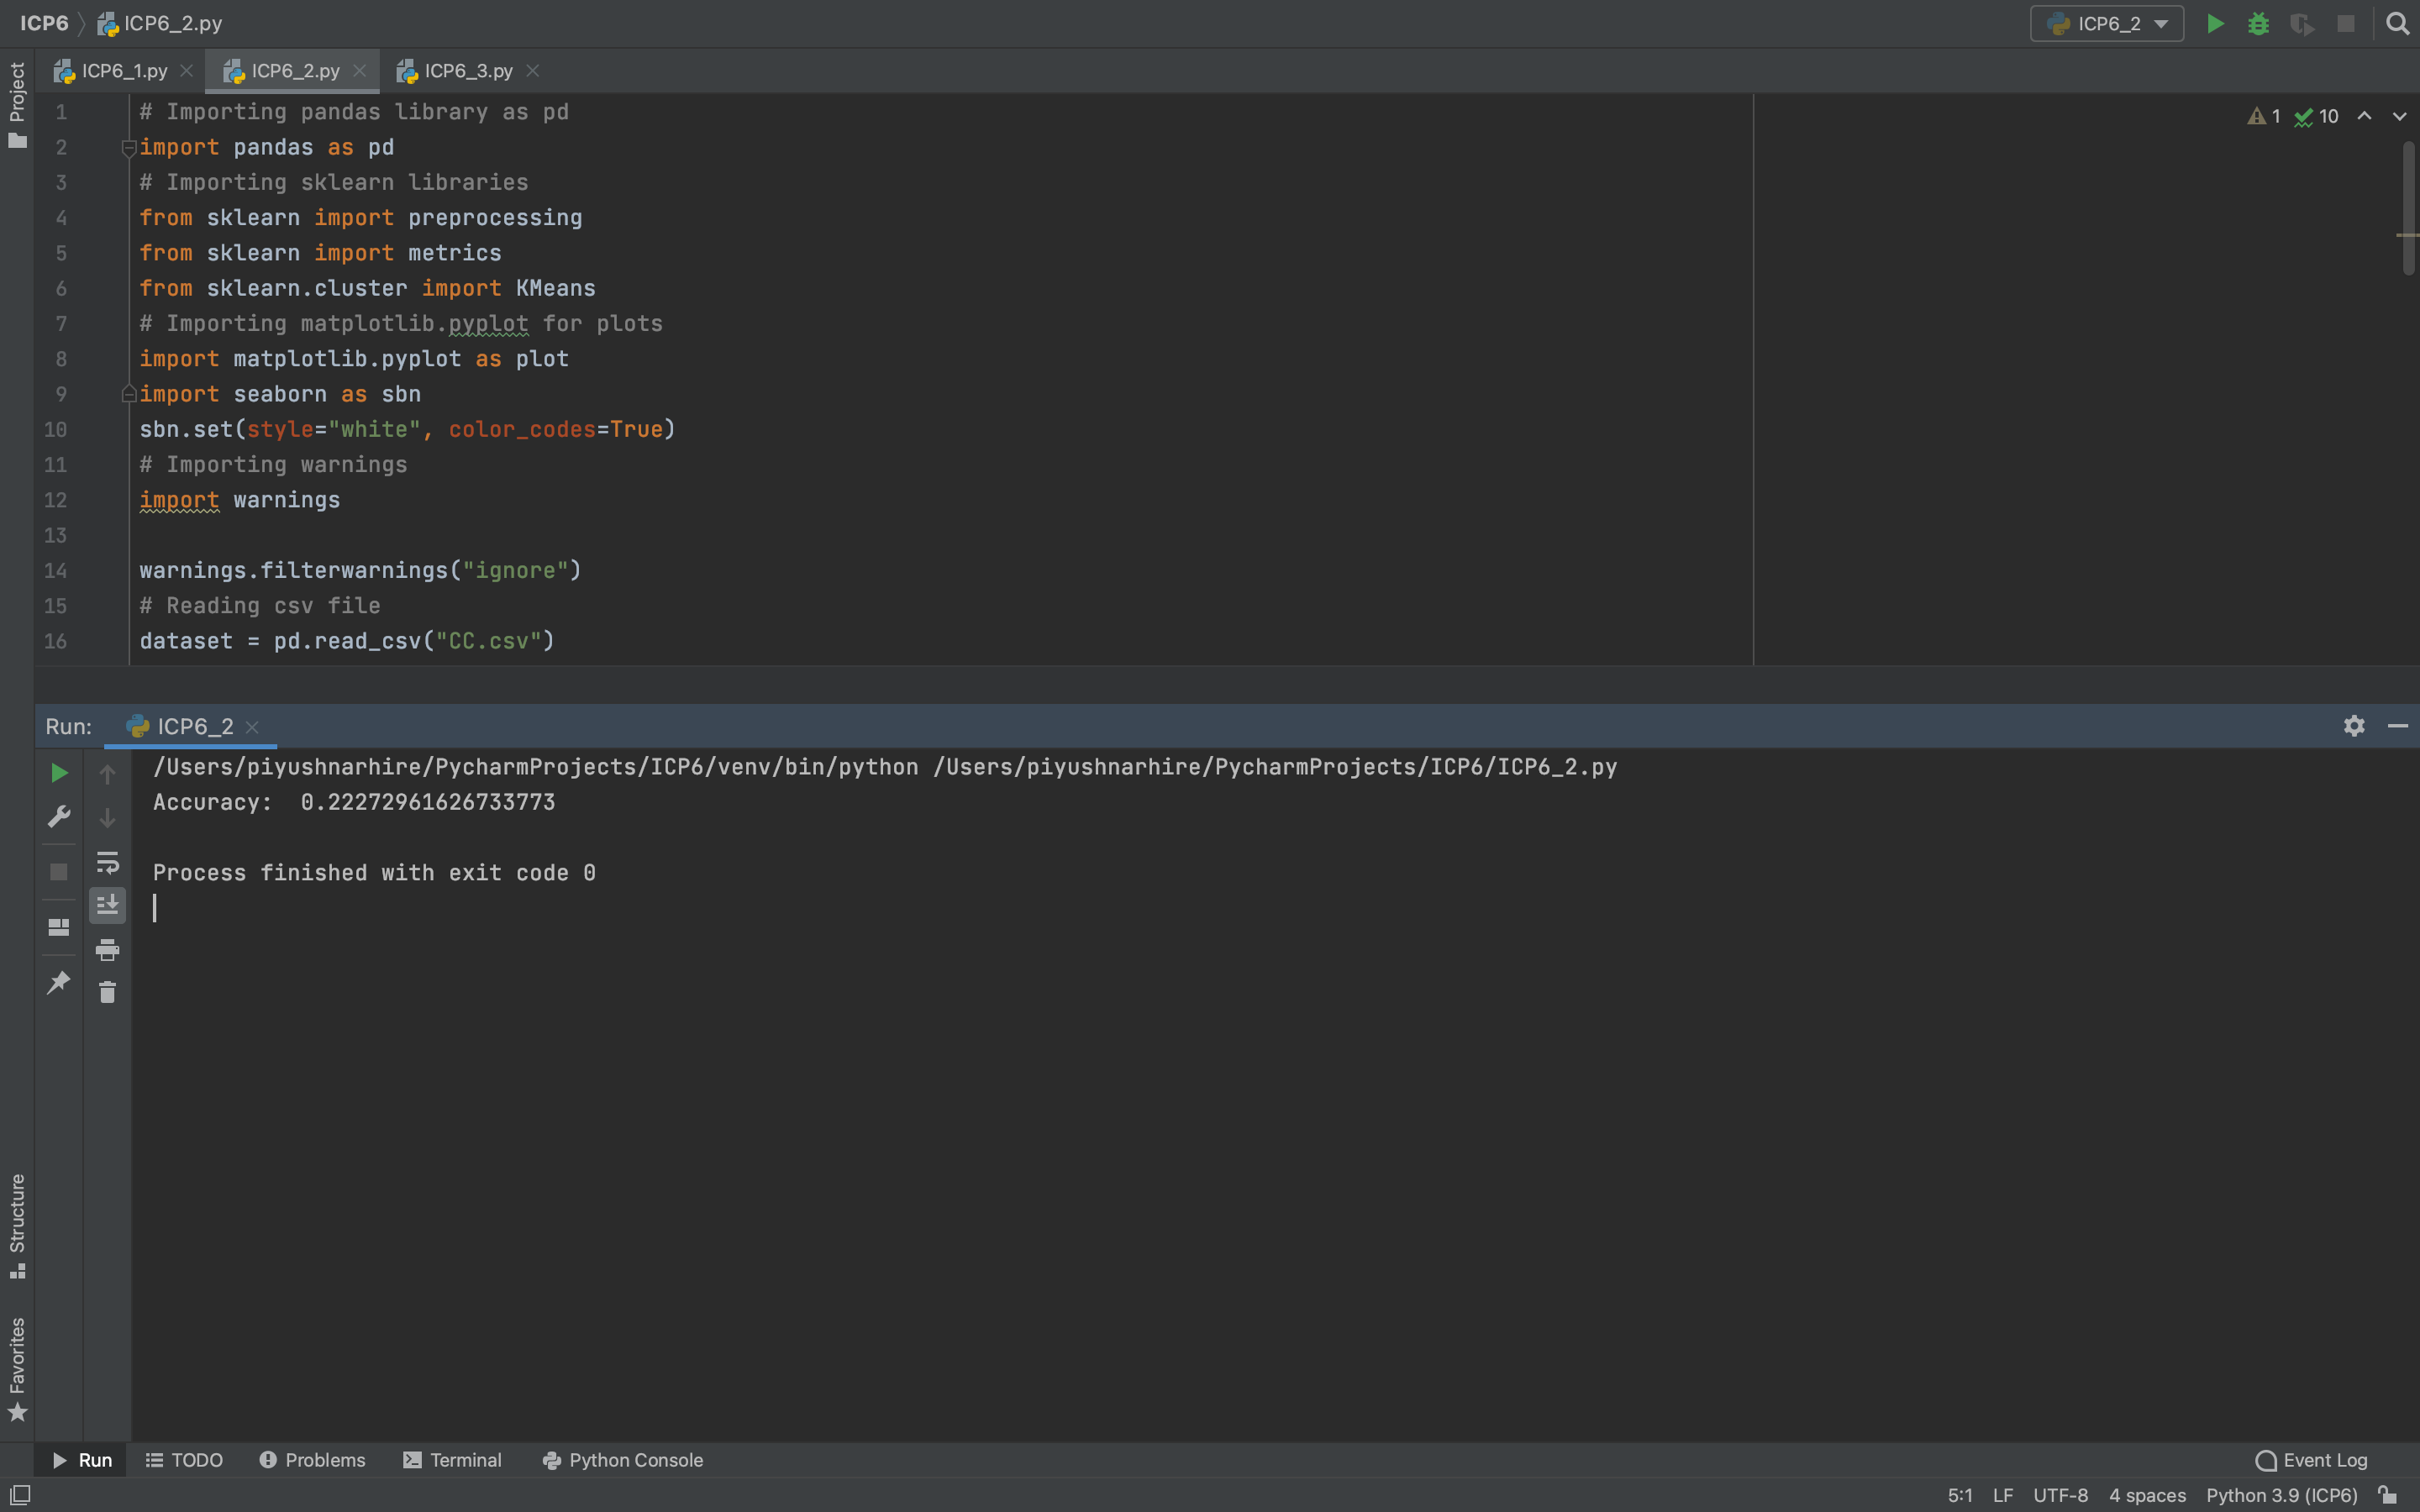 ICP6 ICP6_2.py ICP6_2
Project
ICP6_1.py ICP6_2.py ICP6_3.py
1 # Importing pandas library as pd 1 10
2 import pandas as pd
3 # Importing sklearn libraries
4 from sklearn import preprocessing
5 from sklearn import metrics
6 from sklearn.cluster import KMeans
7 # Importing matplotlib.pyplot for plots
8 import matplotlib.pyplot as plot
9 import seaborn as sbn
10 sbn.set(style="white", color_codes=True)
11 # Importing warnings
12 import warnings
13
14 warnings.filterwarnings("ignore")
15 # Reading csv file
16 dataset = pd.read_csv("CC.csv")
Run: ICP6_2
/Users/piyushnarhire/PycharmProjects/ICP6/venv/bin/python /Users/piyushnarhire/PycharmProjects/ICP6/ICP6_2.py
Accuracy:  0.22272961626733773
Process finished with exit code 0
Structure
Favorites
Run TODO Problems Terminal Python Console Event Log
5:1 LF UTF-8 4 spaces Python 3.9 (ICP6)